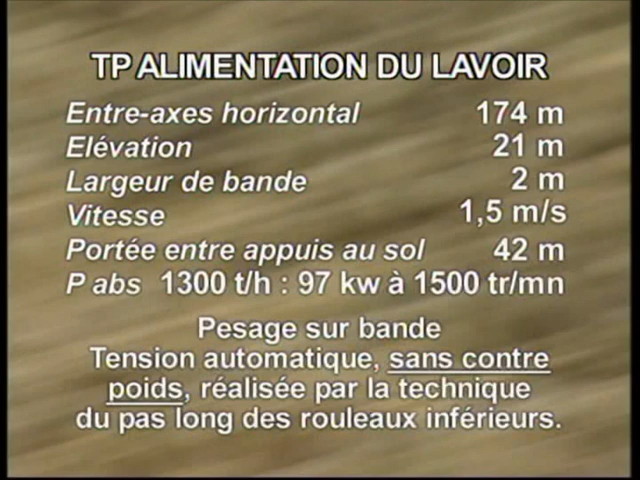 TP ALIMENTATION DU LAVOIR
Entre-axes horizontal 174 m
Elévation 21 m
Largeur de bande 2 m
Vitesse 1,5 m/s
Portée entre appuis au sol 42 m
P abs 1300 t/h : 97 kw à 1500 tr/mn
Pesage sur bande
Tension automatique, sans contre
poids, réalisée par la technique
du pas long des rouleaux inférieurs.